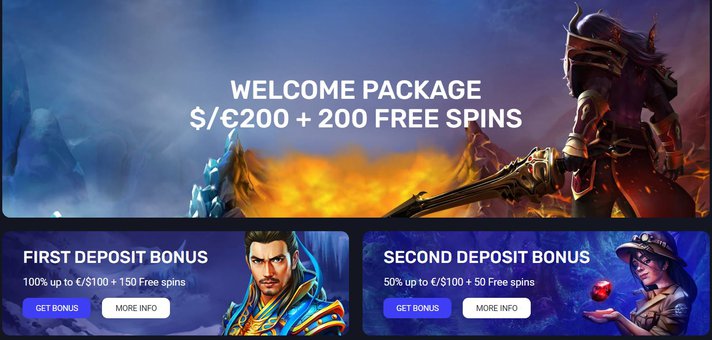 WELCOME PACKAGE
$/€200 + 200 FREE SPINS
FIRST DEPOSIT BONUS
100% up to €/$100 + 150 Free spins
GET BONUS
MORE INFO
SECOND DEPOSIT BONUS
50% up to €/$100 + 50 Free spins
GET BONUS
MORE INFO